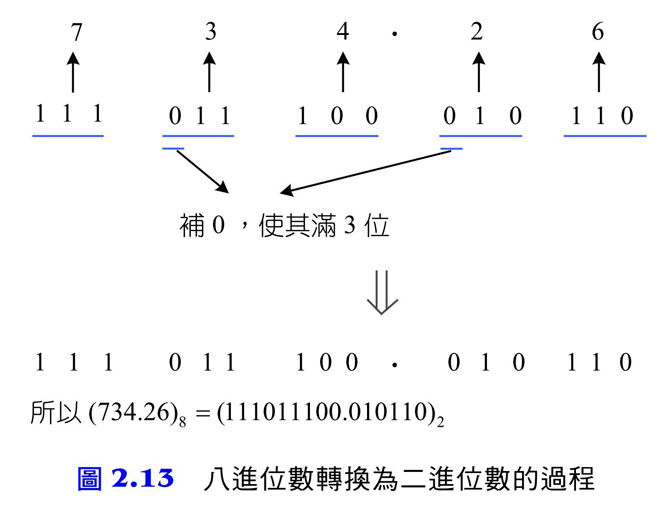 7 3 4 . 2 6
1 1 1 0 1 1 1 0 0 0 1 0 1 1 0
補 0 ，使其滿 3 位
1 1 1 0 1 1 1 0 0 . 0 1 0 1 1 0
所以 (734.26)₈ = (111011100.010110)₂
圖 2.13 八進位數轉換為二進位數的過程